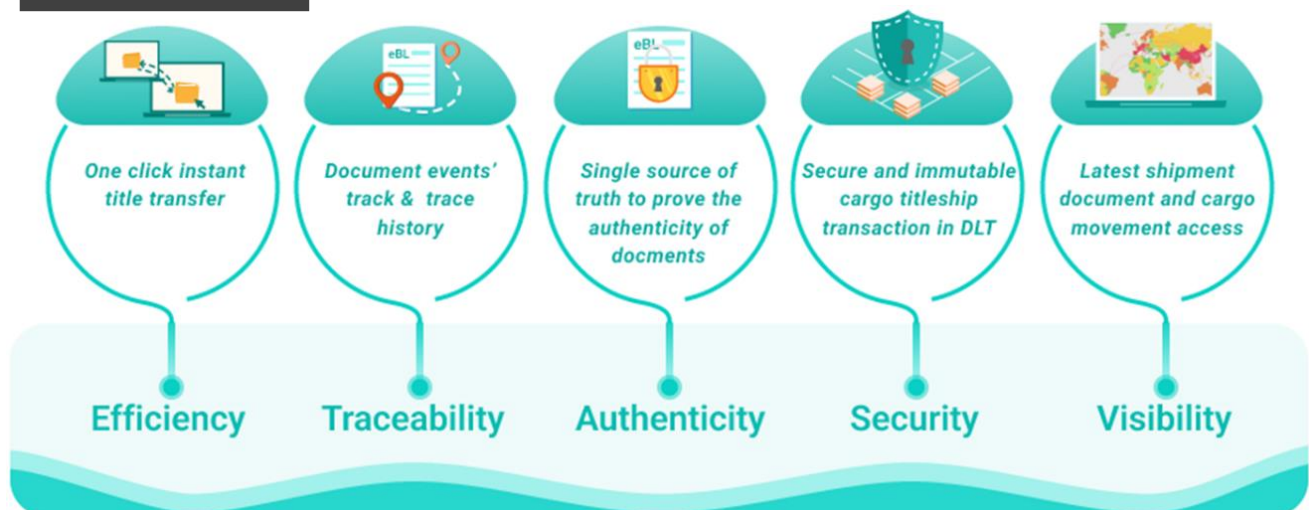 eBL
eBL
One click instant
title transfer
Document events’
track & trace
history
Single source of
truth to prove the
authenticity of
docments
Secure and immutable
cargo titleship
transaction in DLT
Latest shipment
document and cargo
movement access
Efficiency
Traceability
Authenticity
Security
Visibility